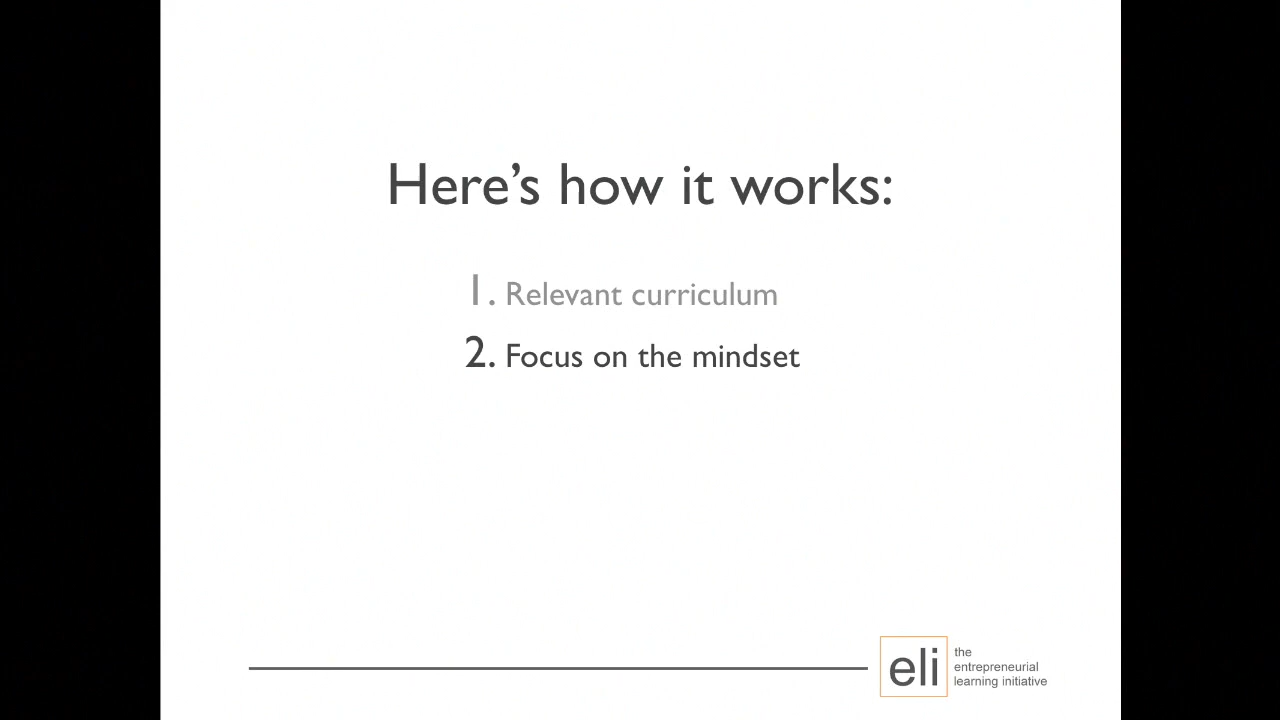 Here's how it works:
1. Relevant curriculum
2. Focus on the mindset
eli
the
entrepreneurial
learning initiative